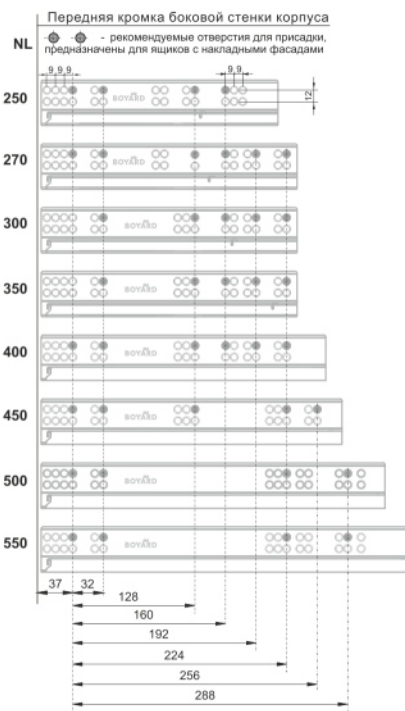 Передняя кромка боковой стенки корпуса
NL
- рекомендуемые отверстия для присадки,
предназначены для ящиков с накладными фасадами
9 9 9
9 9
250
BOYARD
12
270
BOYARD
300
BOYARD
350
BOYARD
400
BOYARD
450
BOYARD
500
BOYARD
550
BOYARD
37
32
128
160
192
224
256
288